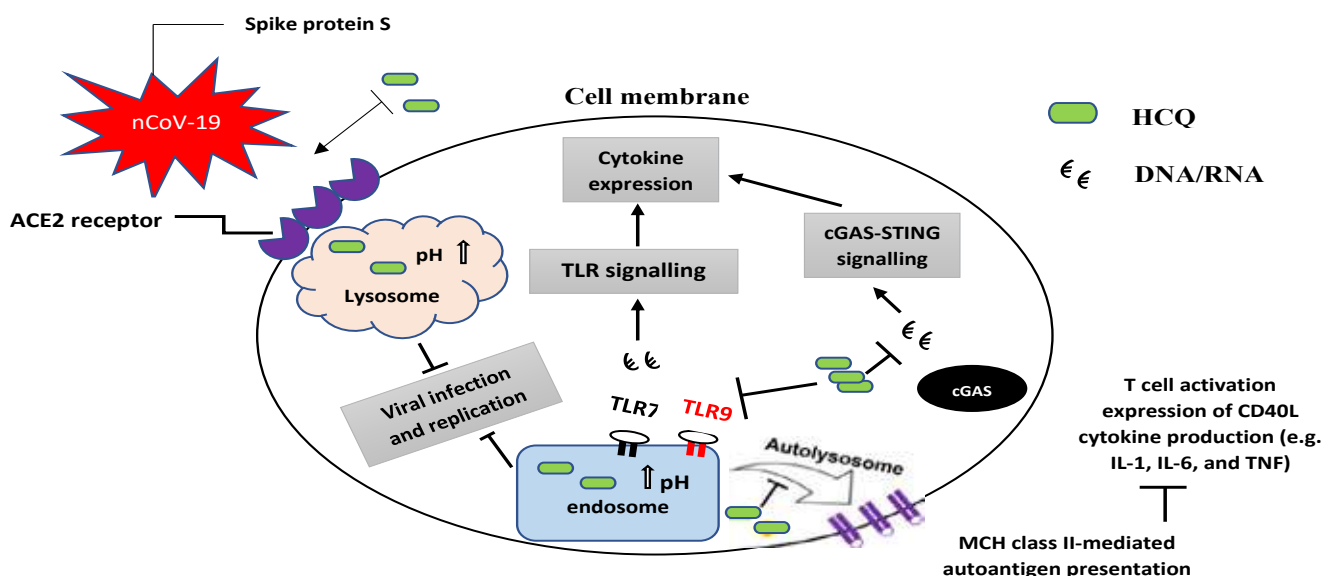 Spike protein S
nCoV-19
ACE2 receptor
Cell membrane
HCQ
DNA/RNA
Cytokine
expression
cGAS-STING
signalling
TLR signalling
pH
Lysosome
Viral infection
and replication
TLR7
TLR9
cGAS
pH
endosome
Autolysosome
T cell activation
expression of CD40L
cytokine production (e.g.
IL-1, IL-6, and TNF)
MCH class II-mediated
autoantigen presentation